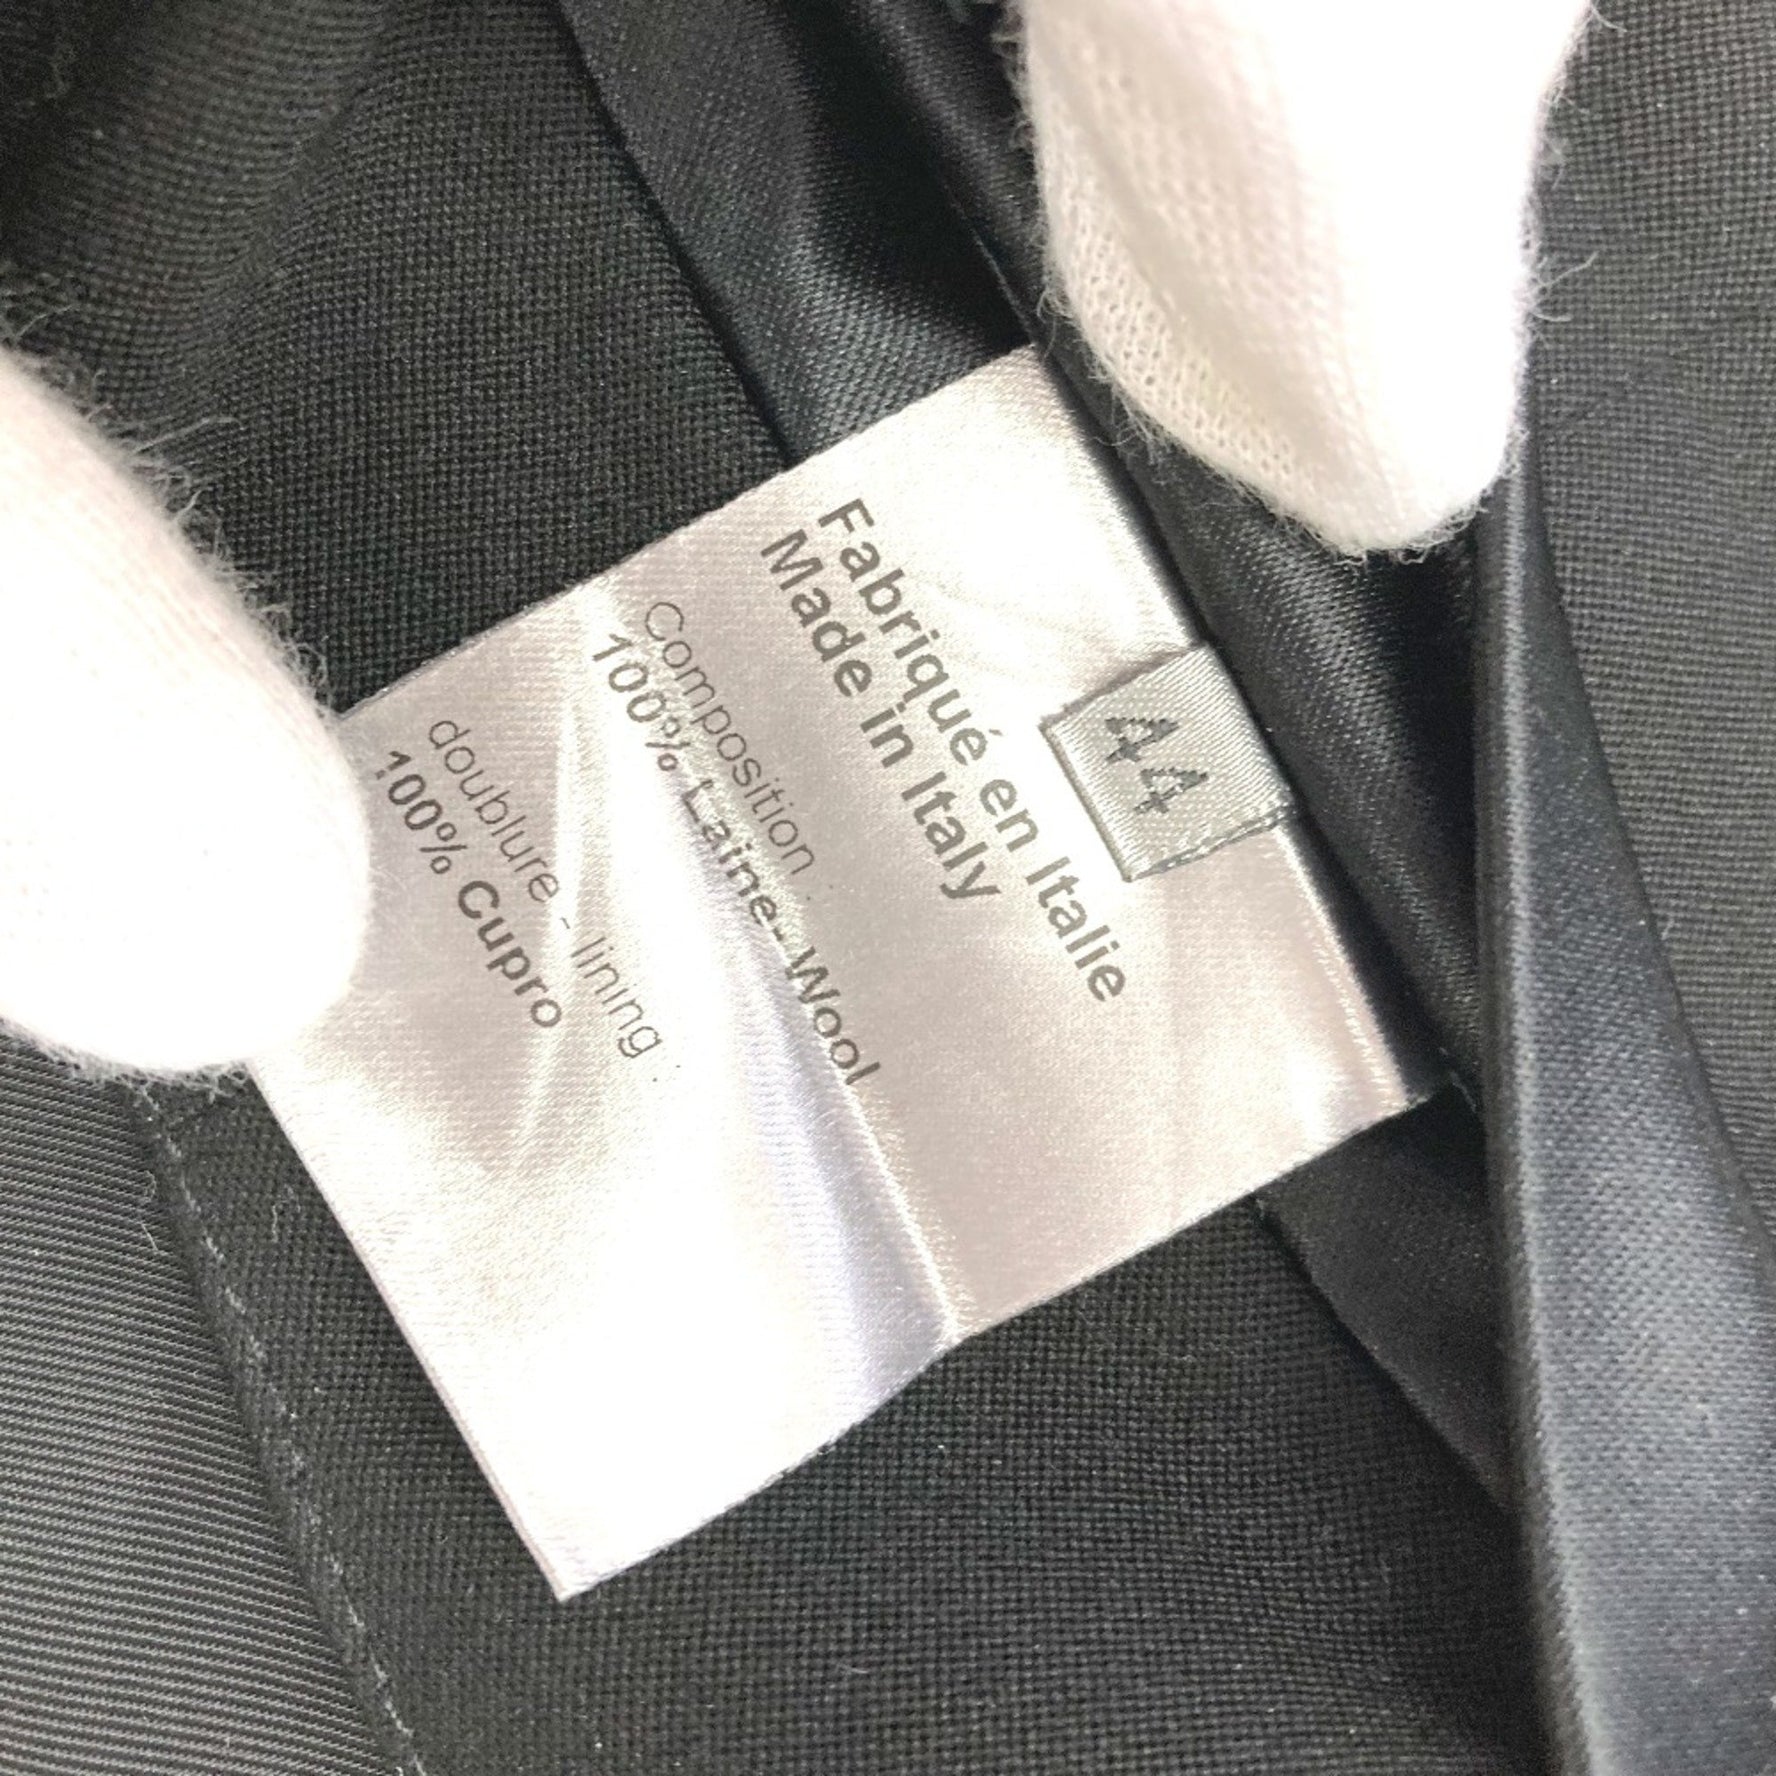 44
Fabriqué en Italie
Made in Italy
Composition
100% Laine - Wool
doublure - lining
100% Cupro